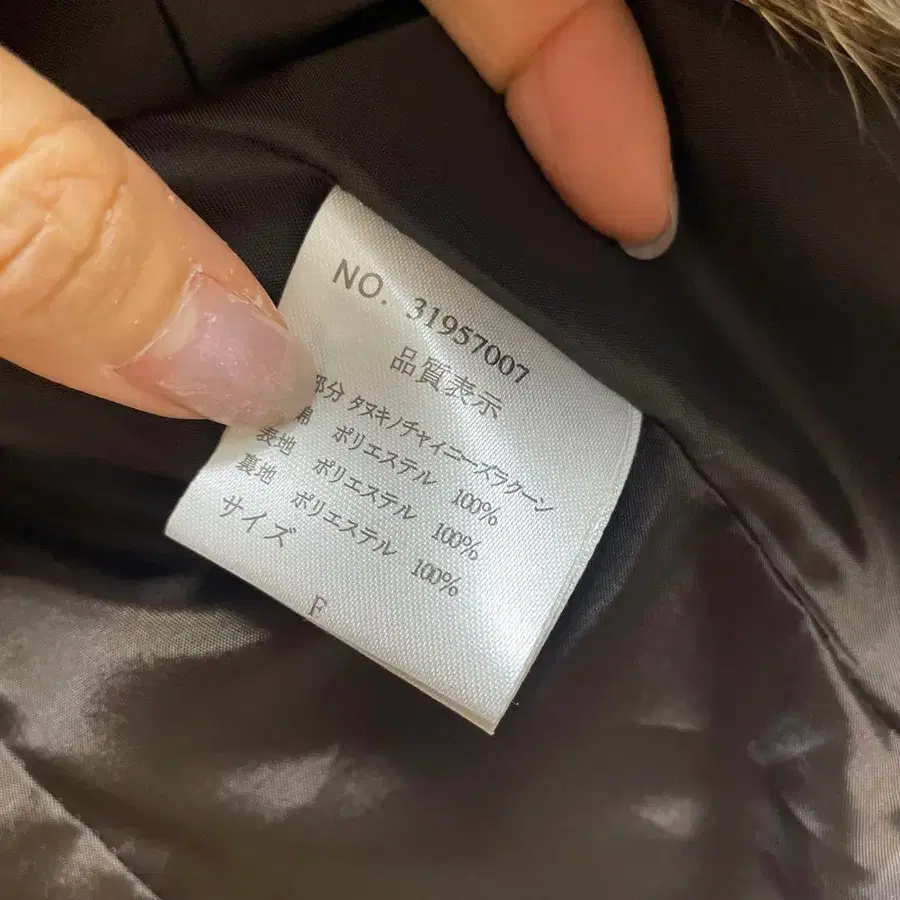 NO. 31957007
品質表示
部分 タヌキノチャイニーズラクーン
綿 ポリエステル 100%
表地 ポリエステル 100%
裏地 ポリエステル 100%
サイズ
F